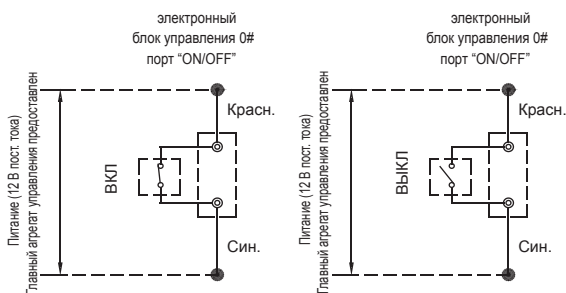 электронный
блок управления 0#
порт “ON/OFF”
Красн.
ВКЛ
Син.
Питание (12 В пост. тока)
Главный агрегат управления предоставлен
электронный
блок управления 0#
порт “ON/OFF”
Красн.
ВЫКЛ
Син.
Питание (12 В пост. тока)
Главный агрегат управления предоставлен